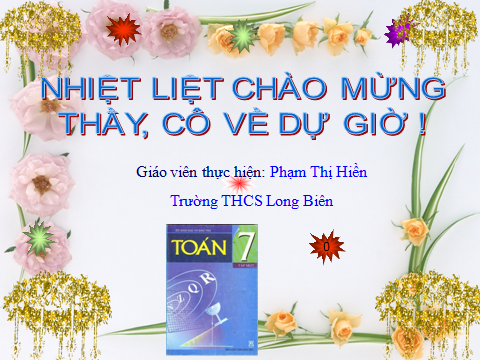 NHIỆT LIỆT CHÀO MỪNG
THẦY, CÔ VỀ DỰ GIỜ !
Giáo viên thực hiện: Phạm Thị Hiền
Trường THCS Long Biên
TOÁN 7
0